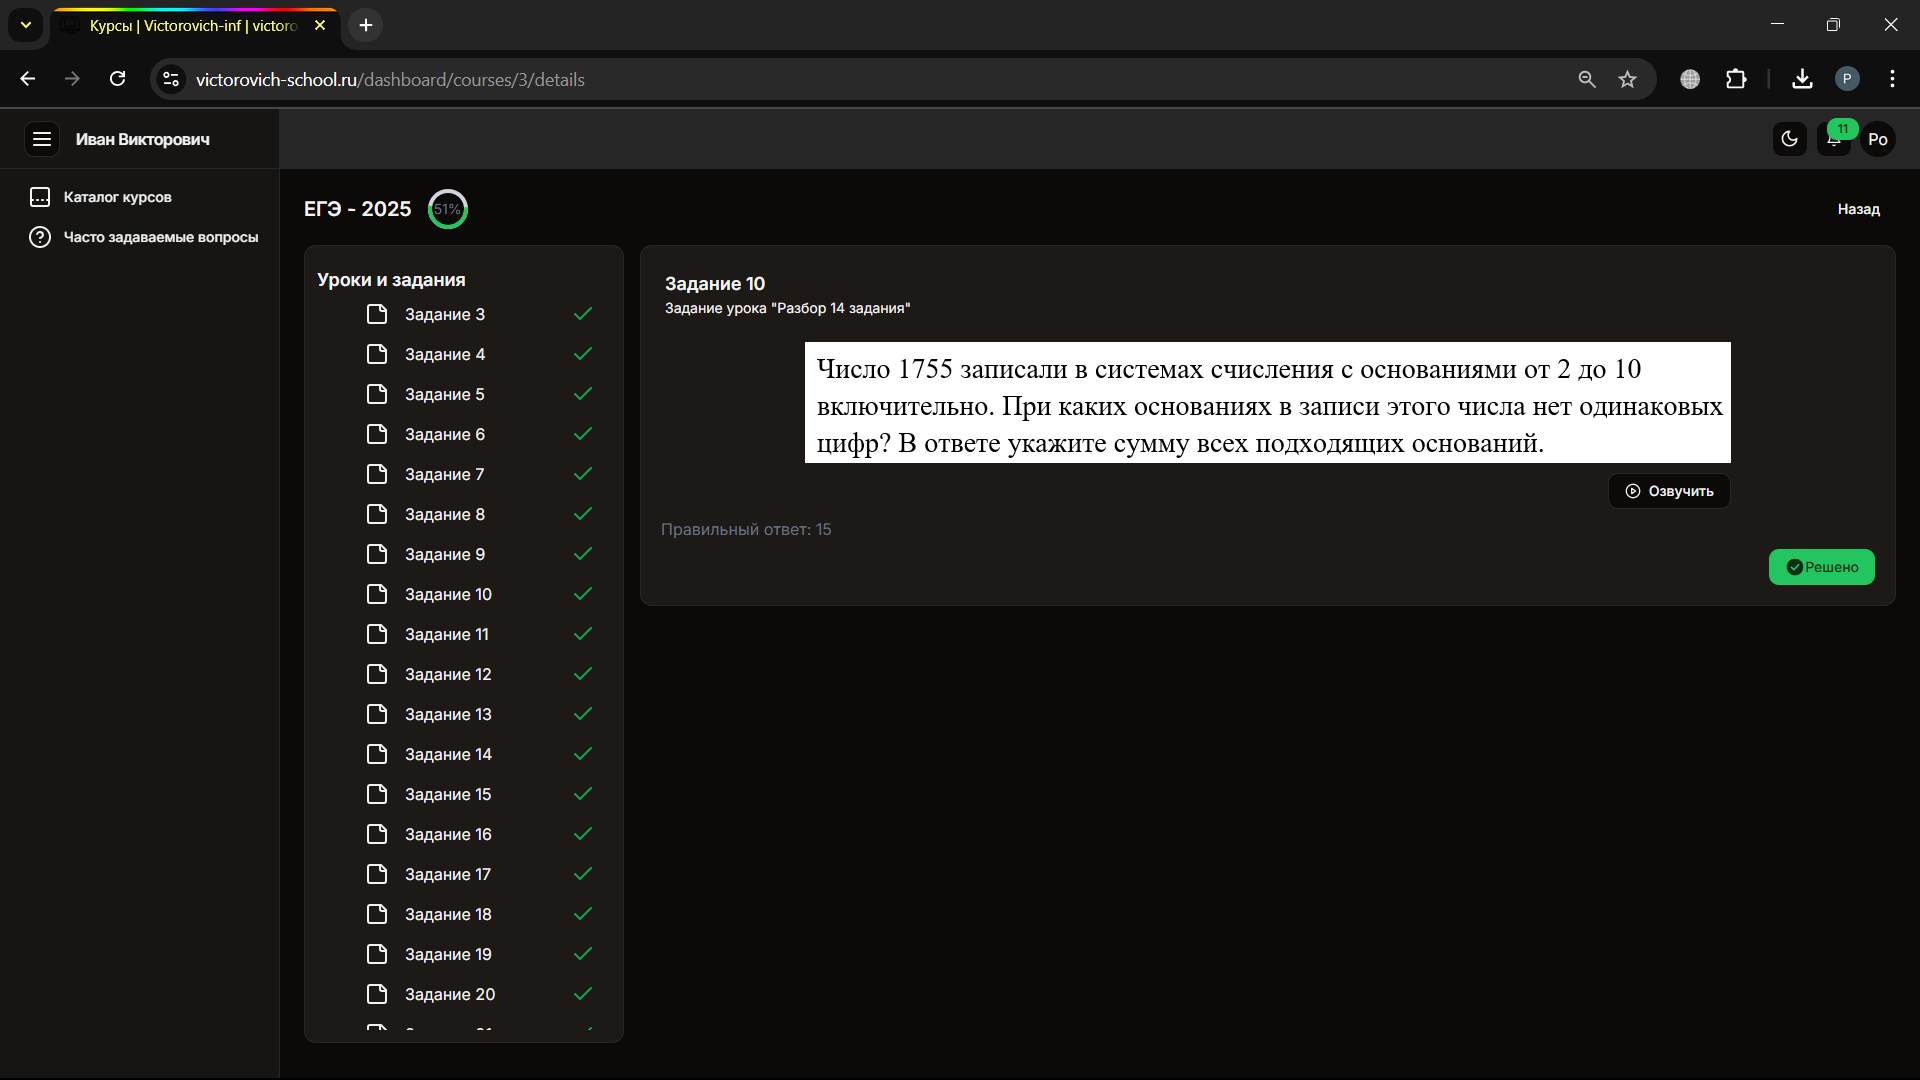 Курсы | Victorovich-inf | victoro
victorovich-school.ru/dashboard/courses/3/details
P
Иван Викторович
11
Po
Каталог курсов
Часто задаваемые вопросы
ЕГЭ - 2025
51%
Назад
Уроки и задания
Задание 3
Задание 4
Задание 5
Задание 6
Задание 7
Задание 8
Задание 9
Задание 10
Задание 11
Задание 12
Задание 13
Задание 14
Задание 15
Задание 16
Задание 17
Задание 18
Задание 19
Задание 20
Задание 10
Задание урока "Разбор 14 задания"
Число 1755 записали в системах счисления с основаниями от 2 до 10
включительно. При каких основаниях в записи этого числа нет одинаковых
цифр? В ответе укажите сумму всех подходящих оснований.
Озвучить
Правильный ответ: 15
Решено